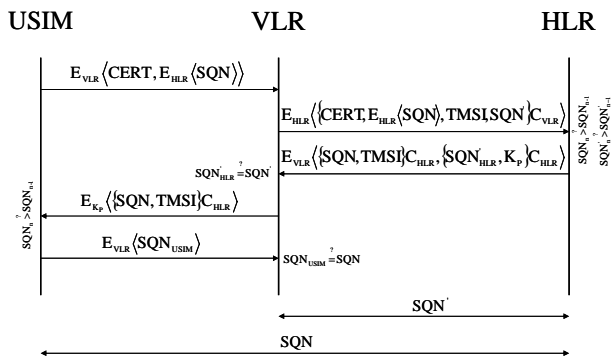 USIM VLR HLR
E_VLR⟨CERT, E_HLR⟨SQN⟩⟩
E_HLR⟨{CERT, E_HLR⟨SQN⟩, TMSI, SQN'}C_VLR⟩
SQN_n >? SQN_n-1
SQN'_n >? SQN'_n-1
E_VLR⟨{SQN, TMSI}C_HLR, {SQN'_HLR, K_P}C_HLR⟩
SQN'_HLR =? SQN'
E_KP⟨{SQN, TMSI}C_HLR⟩
SQN_n >? SQN_n-1
E_VLR⟨SQN_USIM⟩
SQN_USIM =? SQN
SQN'
SQN